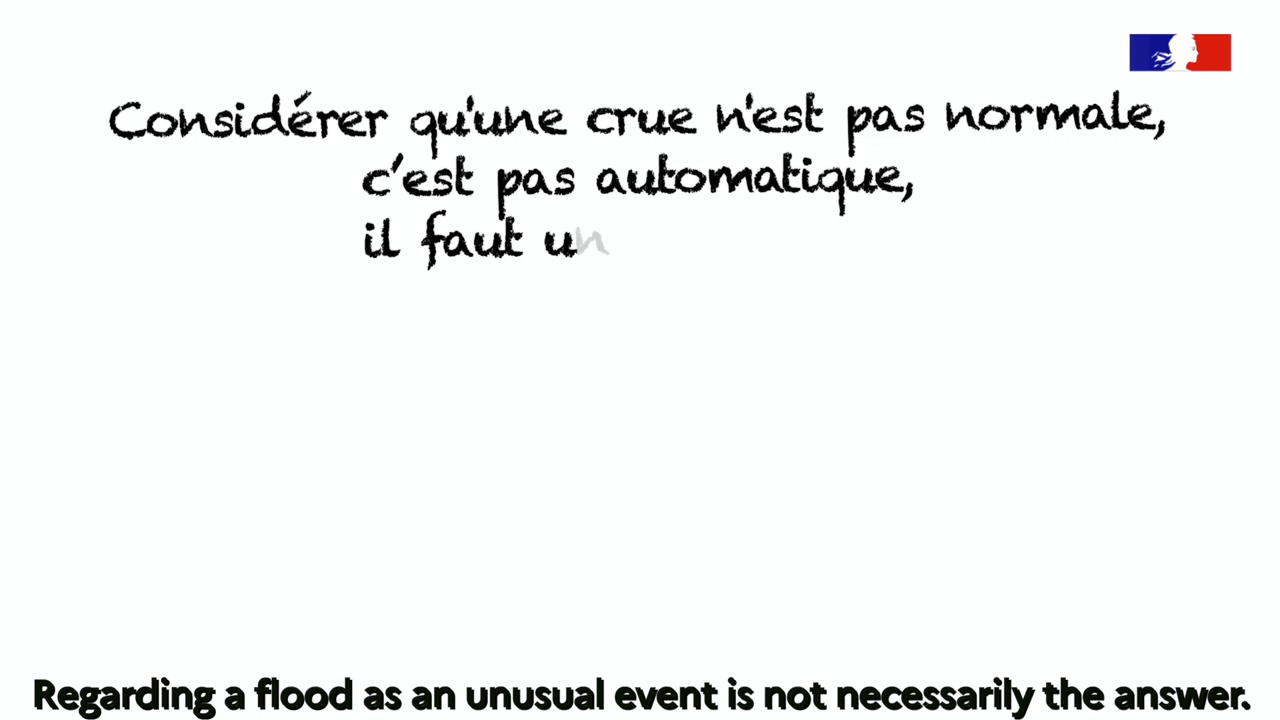 Considérer qu'une crue n'est pas normale,
c'est pas automatique,
il faut un
Regarding a flood as an unusual event is not necessarily the answer.